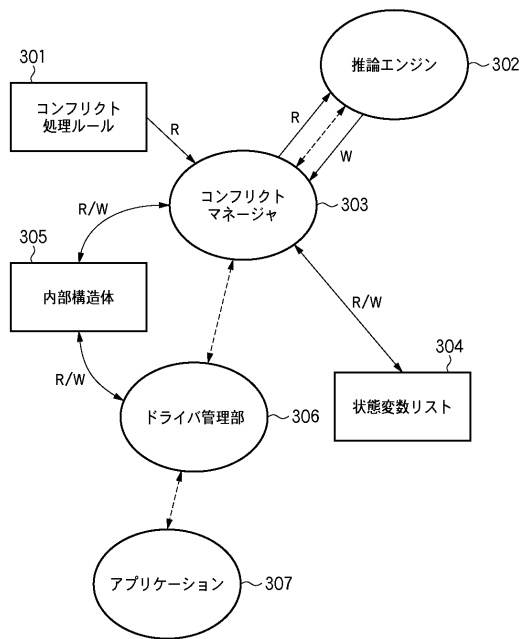 301
コンフリクト
処理ルール
R
推論エンジン
302
R
W
コンフリクト
マネージャ
303
R/W
305
内部構造体
R/W
R/W
304
状態変数リスト
ドライバ管理部
306
アプリケーション
307